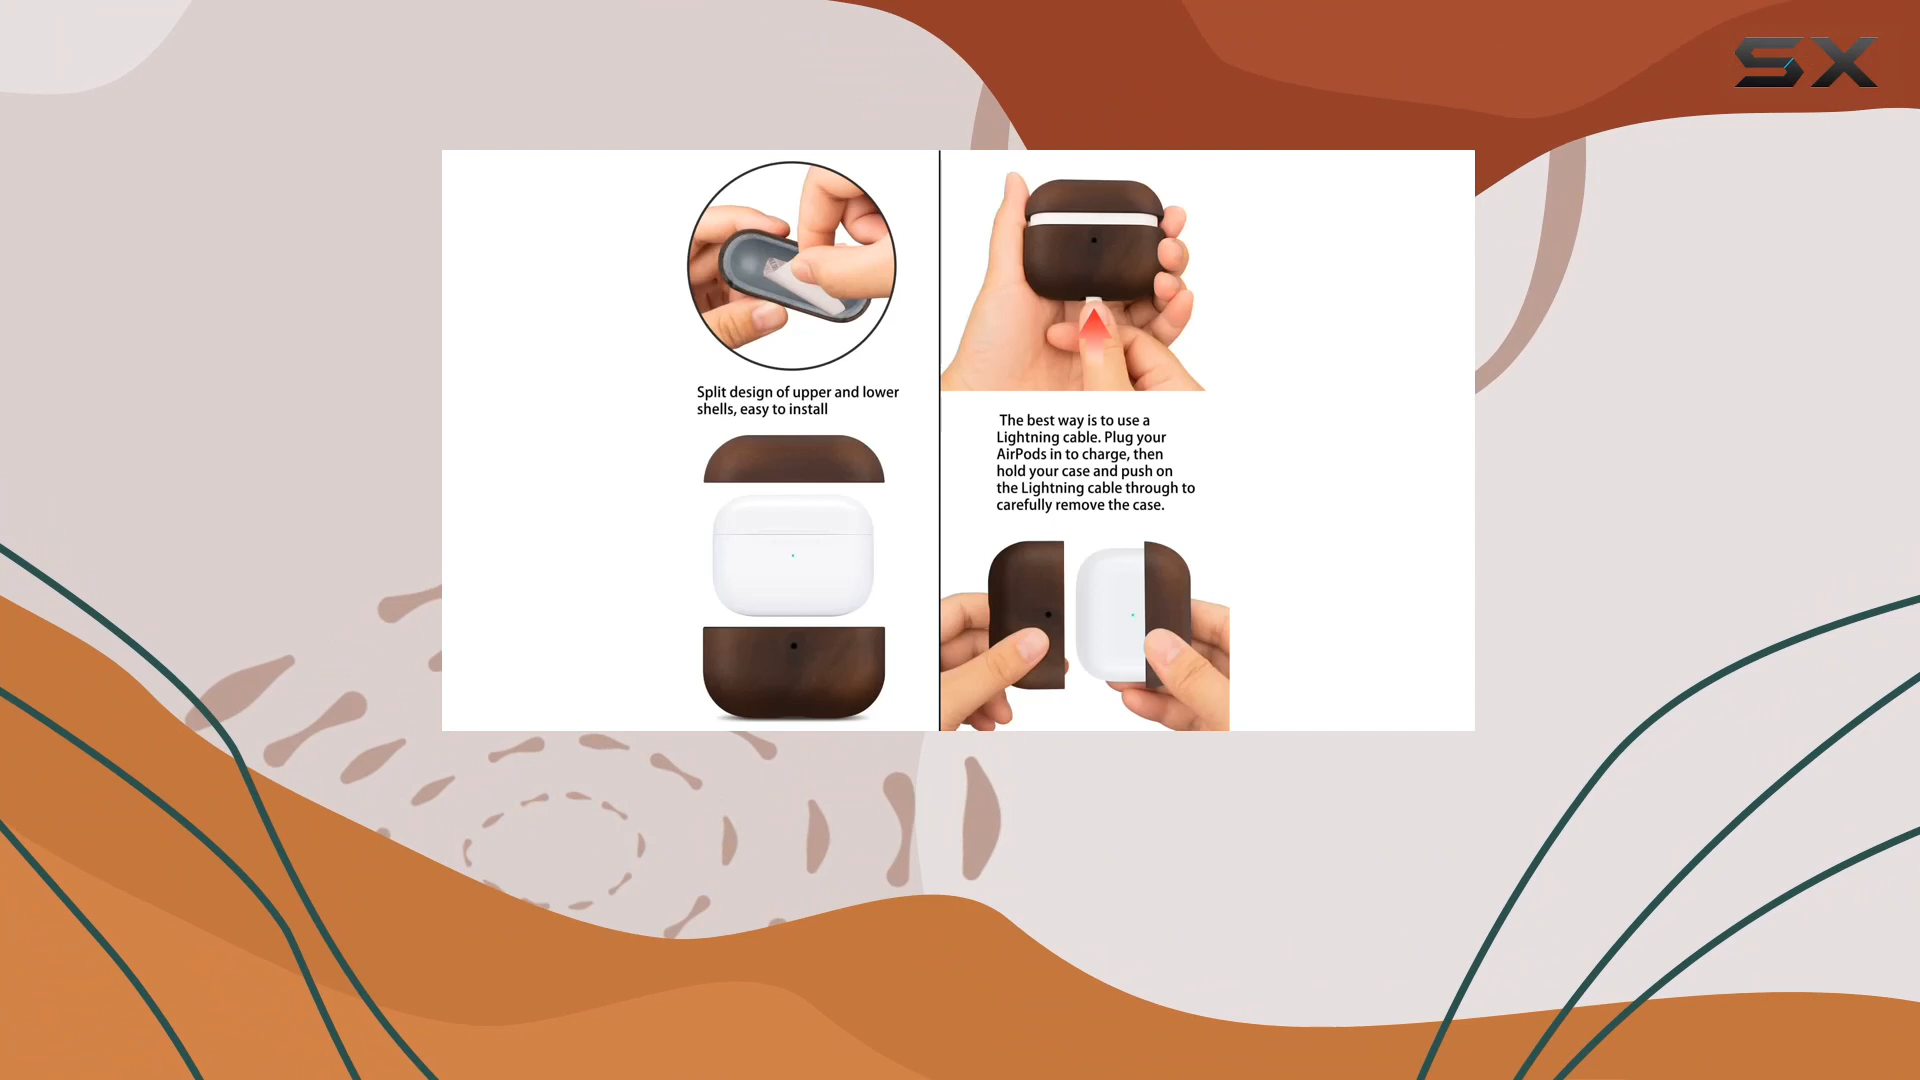 SX
Split design of upper and lower
shells, easy to install
The best way is to use a
Lightning cable. Plug your
AirPods in to charge, then
hold your case and push on
the Lightning cable through to
carefully remove the case.